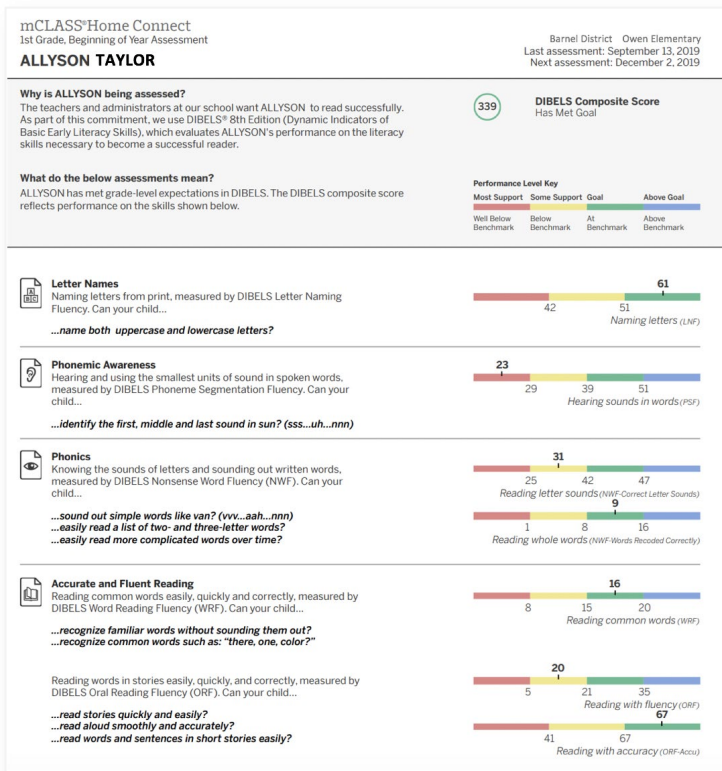 mCLASS®Home Connect
1st Grade, Beginning of Year Assessment
ALLYSON TAYLOR
Barnel District Owen Elementary
Last assessment: September 13, 2019
Next assessment: December 2, 2019
Why is ALLYSON being assessed?
The teachers and administrators at our school want ALLYSON to read successfully.
As part of this commitment, we use DIBELS® 8th Edition (Dynamic Indicators of
Basic Early Literacy Skills), which evaluates ALLYSON's performance on the literacy
skills necessary to become a successful reader.
339
DIBELS Composite Score
Has Met Goal
What do the below assessments mean?
ALLYSON has met grade-level expectations in DIBELS. The DIBELS composite score
reflects performance on the skills shown below.
Performance Level Key
Most Support Some Support Goal Above Goal
Well Below Below At Above
Benchmark Benchmark Benchmark Benchmark
A
B C
Letter Names
Naming letters from print, measured by DIBELS Letter Naming
Fluency. Can your child...
...name both uppercase and lowercase letters?
61
42 51
Naming letters (LNF)
Phonemic Awareness
Hearing and using the smallest units of sound in spoken words,
measured by DIBELS Phoneme Segmentation Fluency. Can your
child...
...identify the first, middle and last sound in sun? (sss...uh...nnn)
23
29 39 51
Hearing sounds in words (PSF)
Phonics
Knowing the sounds of letters and sounding out written words,
measured by DIBELS Nonsense Word Fluency (NWF). Can your
child...
...sound out simple words like van? (vvv...aah...nnn)
...easily read a list of two- and three-letter words?
...easily read more complicated words over time?
31
25 42 47
Reading letter sounds (NWF-Correct Letter Sounds)
9
1 8 16
Reading whole words (NWF-Words Recoded Correctly)
Accurate and Fluent Reading
Reading common words easily, quickly and correctly, measured by
DIBELS Word Reading Fluency (WRF). Can your child...
...recognize familiar words without sounding them out?
...recognize common words such as: "there, one, color?"
16
8 15 20
Reading common words (WRF)
Reading words in stories easily, quickly, and correctly, measured by
DIBELS Oral Reading Fluency (ORF). Can your child...
...read stories quickly and easily?
...read aloud smoothly and accurately?
...read words and sentences in short stories easily?
20
5 21 35
Reading with fluency (ORF)
67
41 67
Reading with accuracy (ORF-Accu)